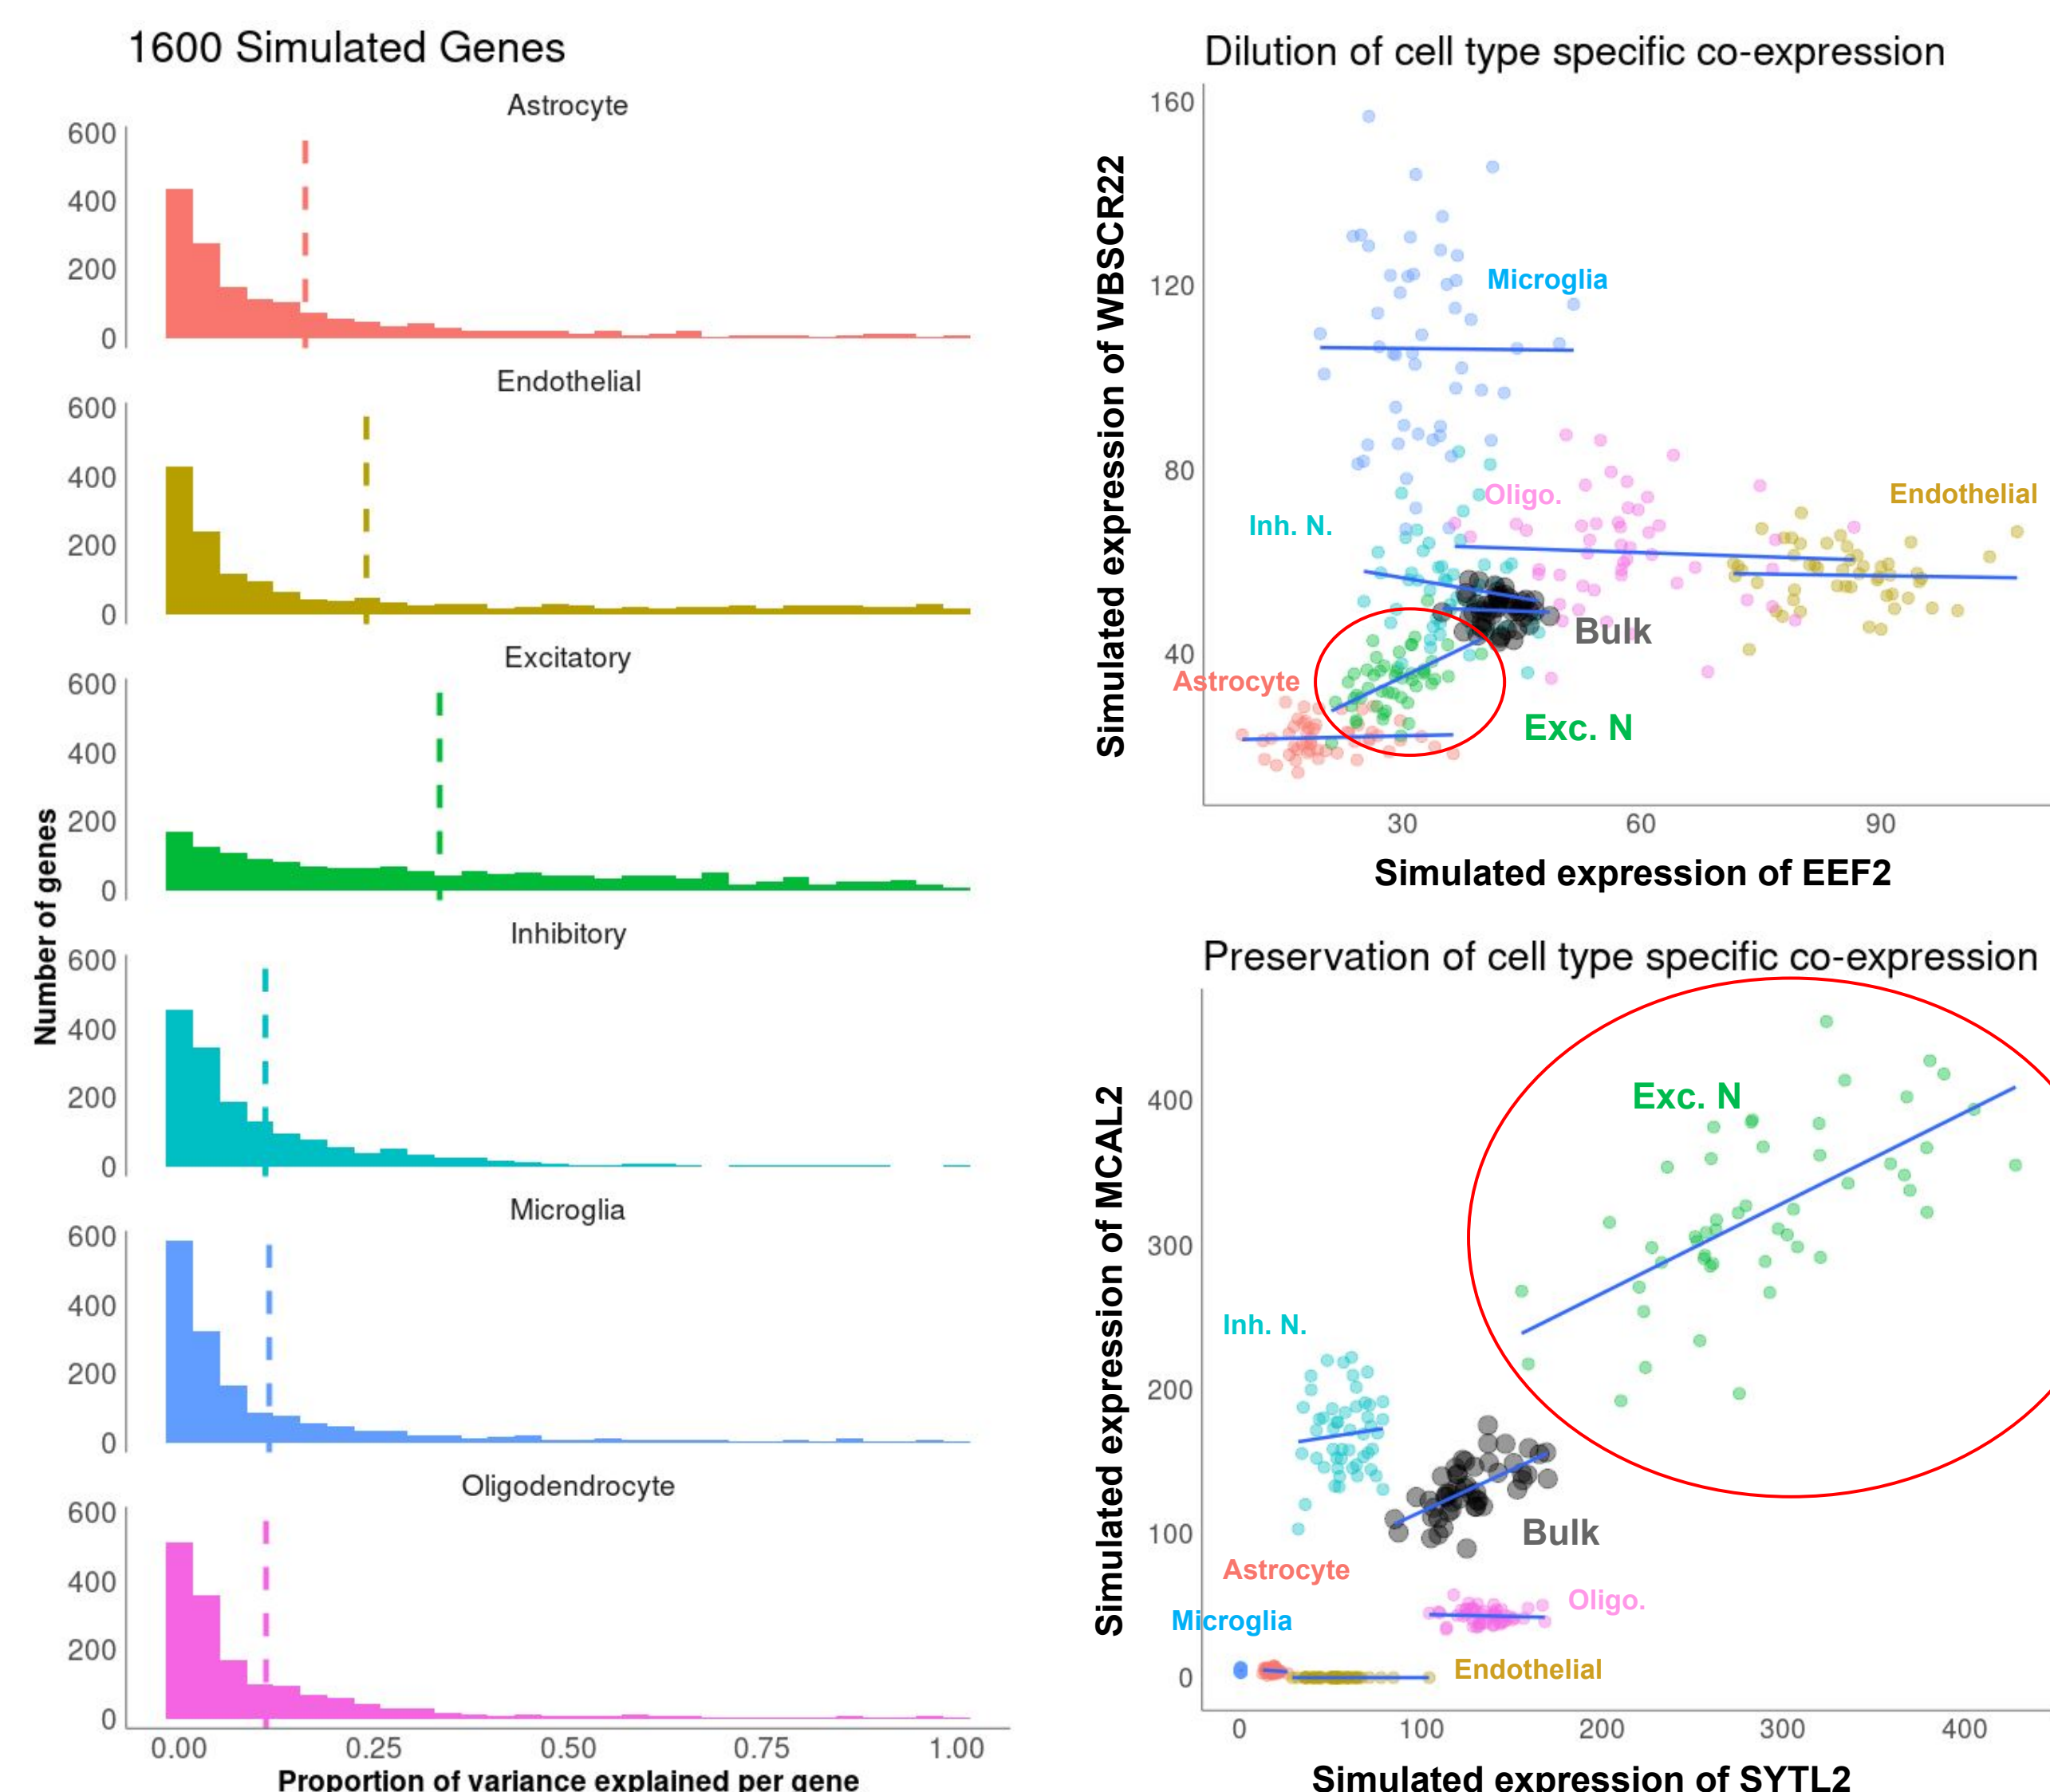 1600 Simulated Genes
Number of genes
Astrocyte
600
400
200
0
Endothelial
600
400
200
0
Excitatory
600
400
200
0
Inhibitory
600
400
200
0
Microglia
600
400
200
0
Oligodendrocyte
600
400
200
0
0.00 0.25 0.50 0.75 1.00
Proportion of variance explained per gene
Dilution of cell type specific co-expression
Simulated expression of WBSCR22
160
120
80
40
Microglia
Oligo.
Endothelial
Inh. N.
Bulk
Astrocyte
Exc. N
30 60 90
Simulated expression of EEF2
Preservation of cell type specific co-expression
Simulated expression of MCAL2
400
300
200
100
0
Exc. N
Inh. N.
Bulk
Astrocyte
Oligo.
Microglia
Endothelial
0 100 200 300 400
Simulated expression of SYTL2